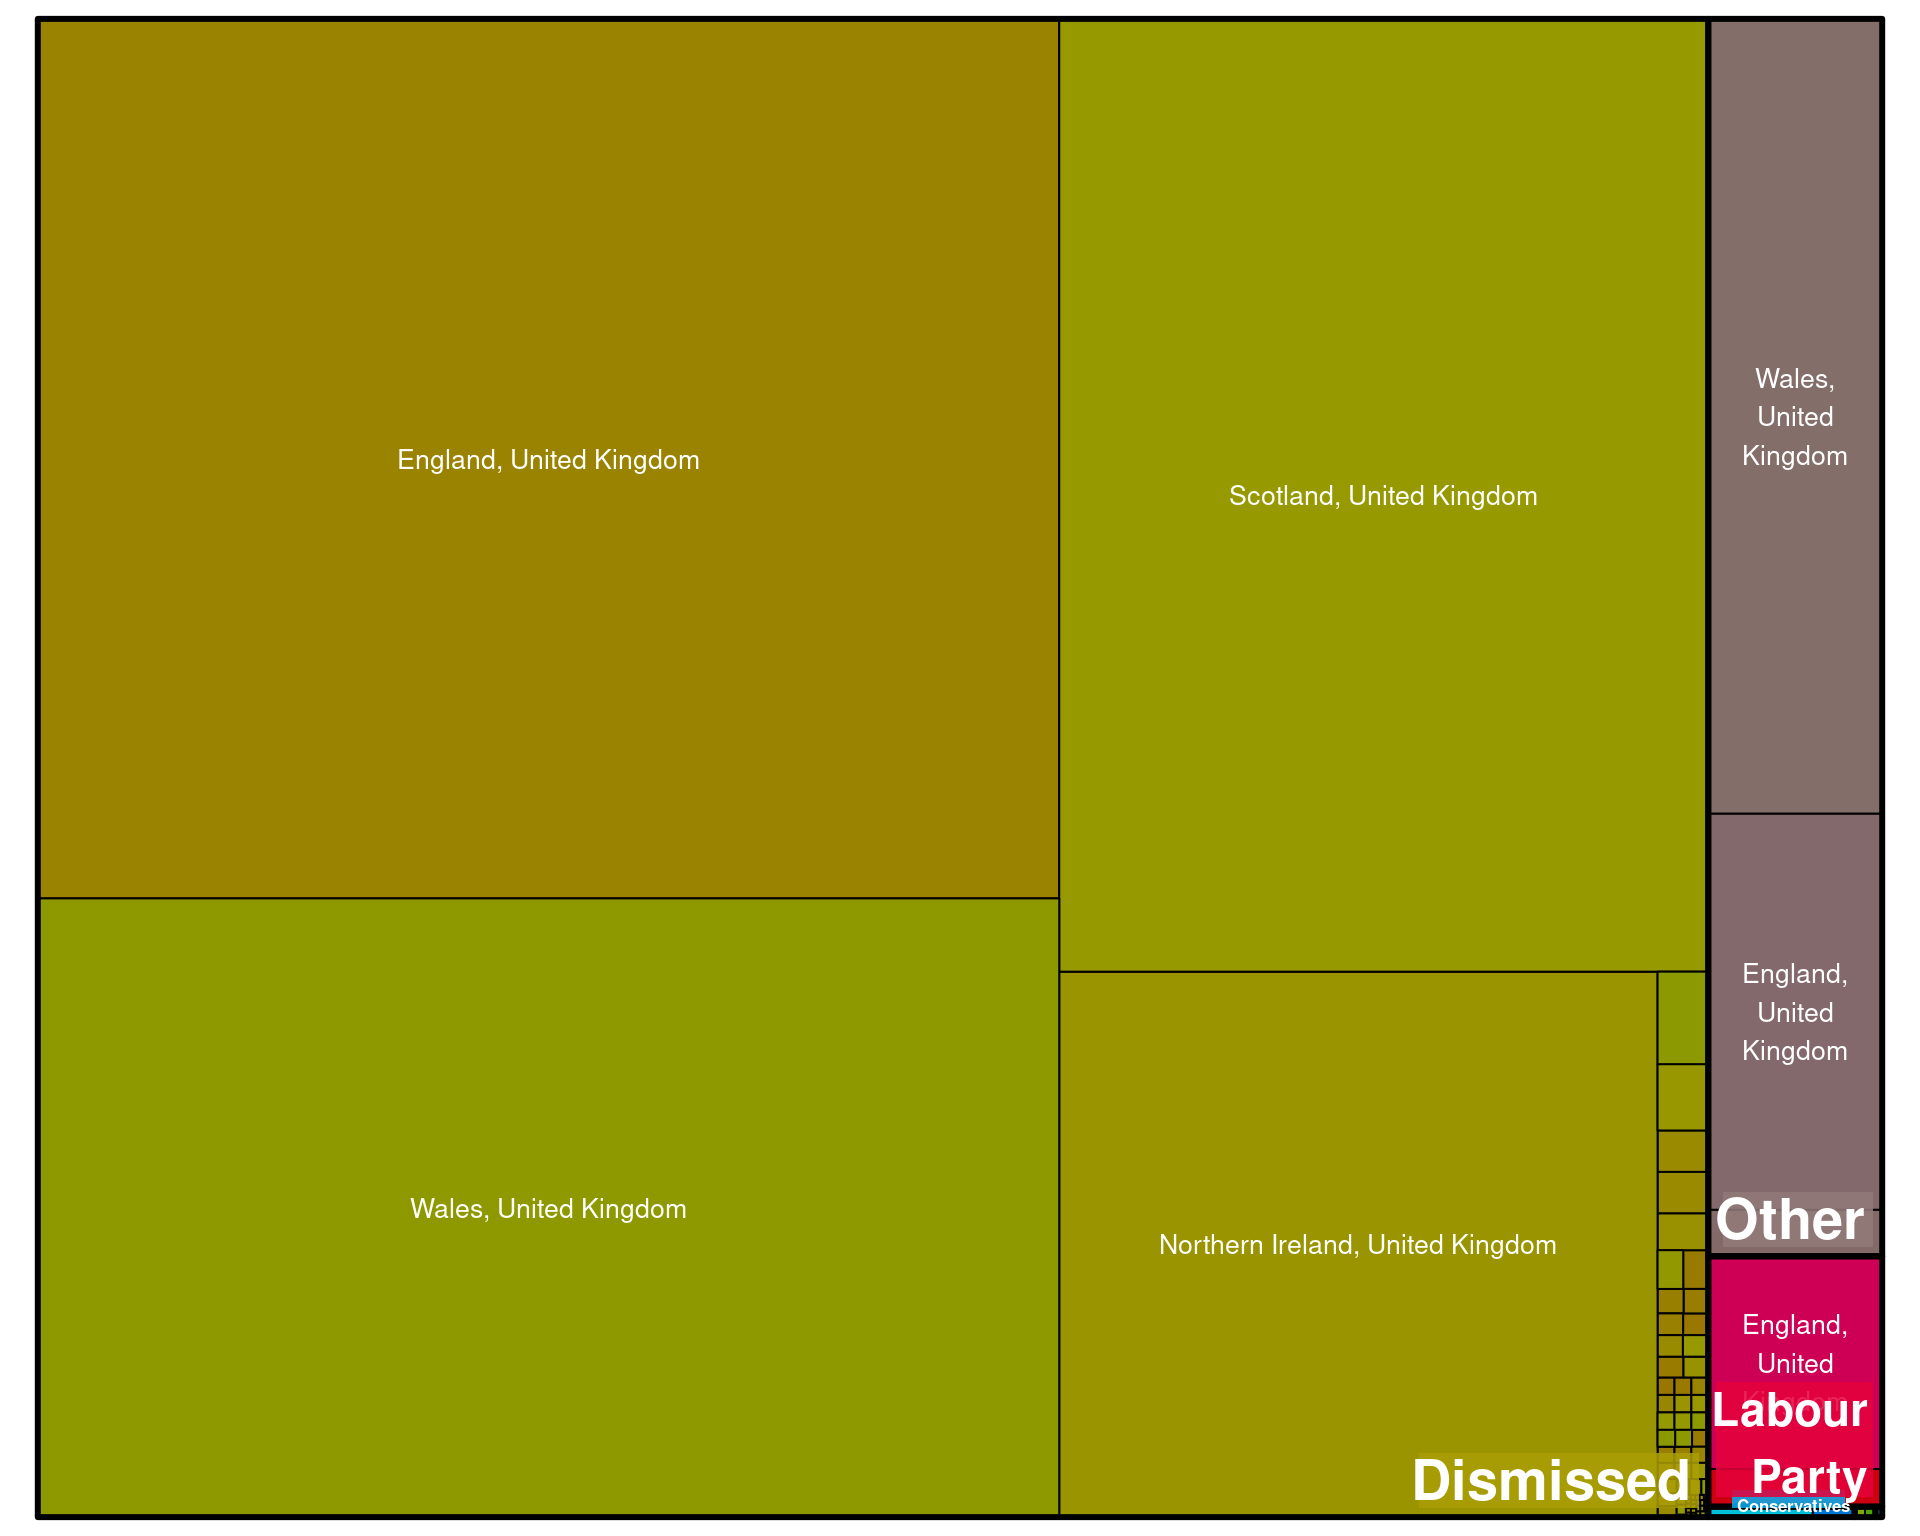 England, United Kingdom
Scotland, United Kingdom
Wales, United Kingdom
Northern Ireland, United Kingdom
Dismissed
Wales,
United
Kingdom
England,
United
Kingdom
Other
England,
United
Kingdom
Labour
Party
Conservatives